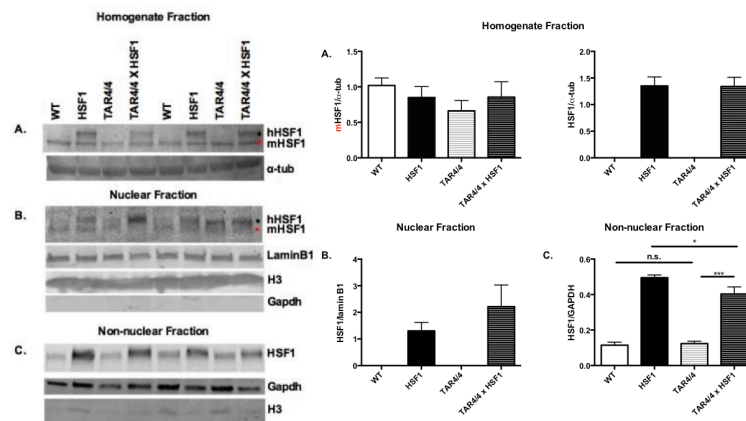 Homogenate Fraction
WT
HSF1
TAR4/4
TAR4/4 X HSF1
WT
HSF1
TAR4/4
TAR4/4 X HSF1
A.
hHSF1
mHSF1
α-tub
Nuclear Fraction
B.
hHSF1
mHSF1
LaminB1
H3
Gapdh
Non-nuclear Fraction
C.
HSF1
Gapdh
H3
Homogenate Fraction
A.
mHSF1/α-tub
1.5
1.0
0.5
0.0
WT
HSF1
TAR4/4
TAR4/4 x HSF1
HSF1/α-tub
2.0
1.5
1.0
0.5
0.0
WT
HSF1
TAR4/4
TAR4/4 x HSF1
Nuclear Fraction
B.
HSF1/lamin B1
4
3
2
1
0
WT
HSF1
TAR4/4
TAR4/4 x HSF1
Non-nuclear Fraction
C.
HSF1/GAPDH
0.6
0.4
0.2
0.0
*
n.s.
***
WT
HSF1
TAR4/4
TAR4/4 x HSF1